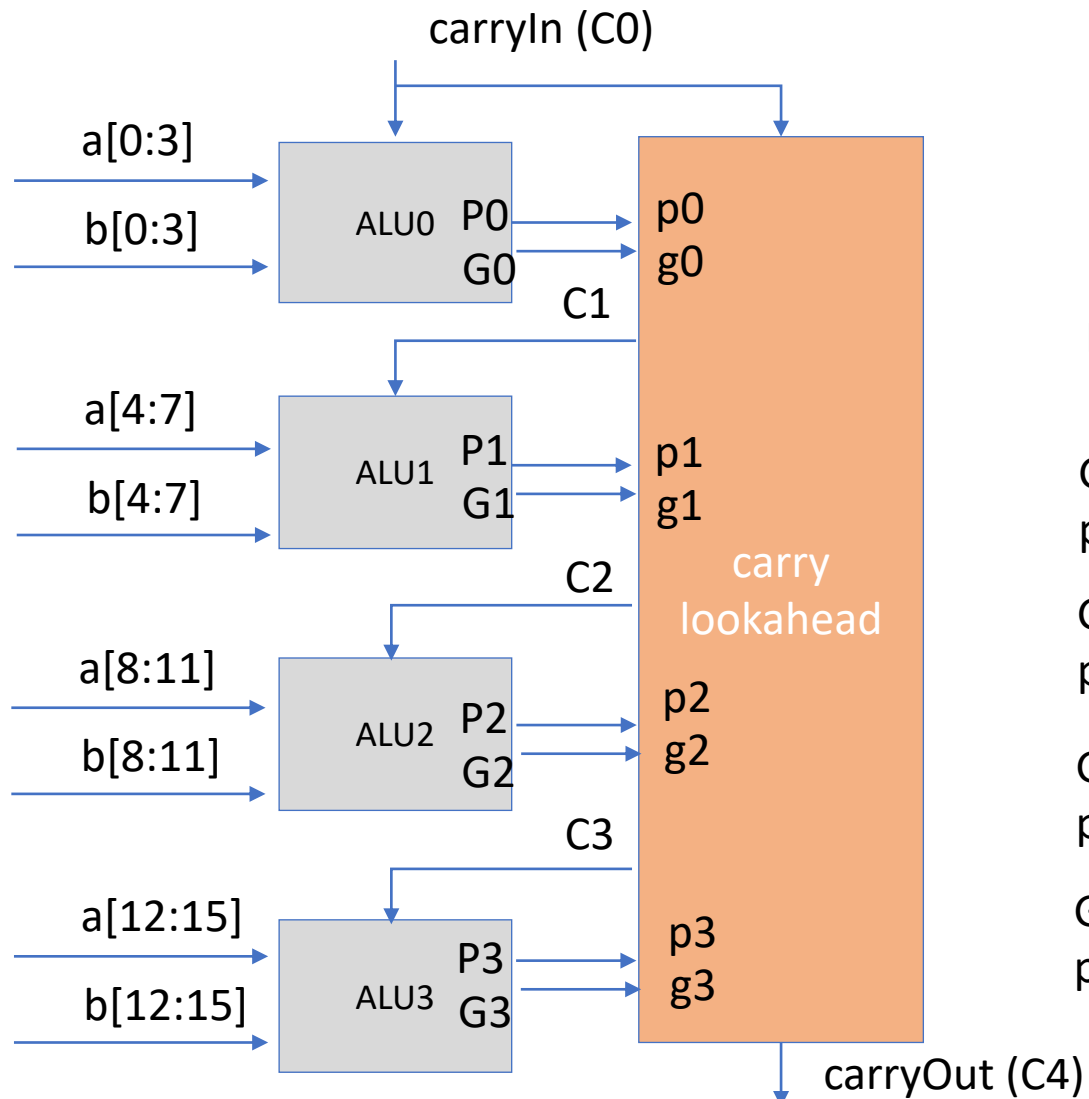 carryIn (C0)
a[0:3]
b[0:3]
ALU0
P0
G0
p0
g0
C1
a[4:7]
b[4:7]
ALU1
P1
G1
p1
g1
carry
lookahead
C2
a[8:11]
b[8:11]
ALU2
P2
G2
p2
g2
C3
a[12:15]
b[12:15]
ALU3
P3
G3
p3
g3
carryOut (C4)